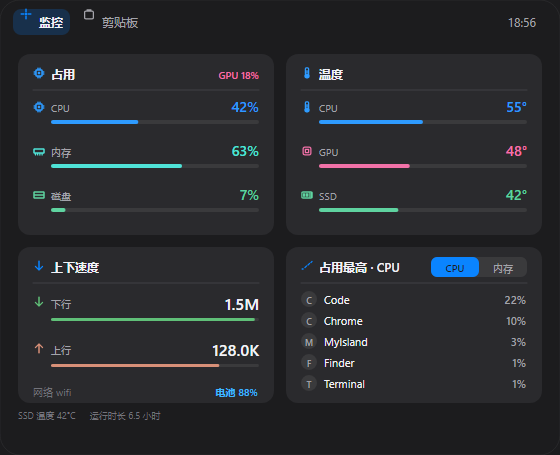 监控 剪贴板 18:56
占用 GPU 18%
CPU 42%
内存 63%
磁盘 7%
温度
CPU 55°
GPU 48°
SSD 42°
上下速度
下行 1.5M
上行 128.0K
网络 wifi 电池 88%
占用最高 · CPU CPU 内存
C Code 22%
C Chrome 10%
M MyIsland 3%
F Finder 1%
T Terminal 1%
SSD 温度 42°C 运行时长 6.5 小时